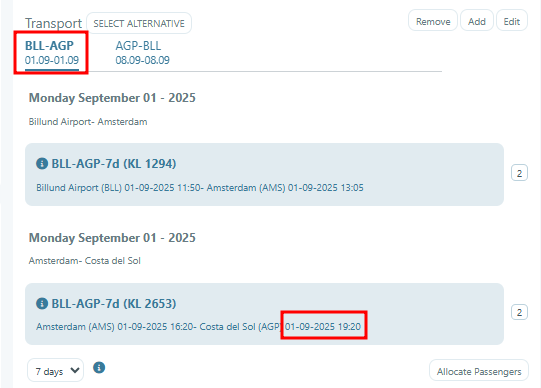 Transport SELECT ALTERNATIVE Remove Add Edit
BLL-AGP AGP-BLL
01.09-01.09 08.09-08.09
Monday September 01 - 2025
Billund Airport- Amsterdam
BLL-AGP-7d (KL 1294)
2
Billund Airport (BLL) 01-09-2025 11:50- Amsterdam (AMS) 01-09-2025 13:05
Monday September 01 - 2025
Amsterdam- Costa del Sol
BLL-AGP-7d (KL 2653)
2
Amsterdam (AMS) 01-09-2025 16:20- Costa del Sol (AGP) 01-09-2025 19:20
7 days Allocate Passengers